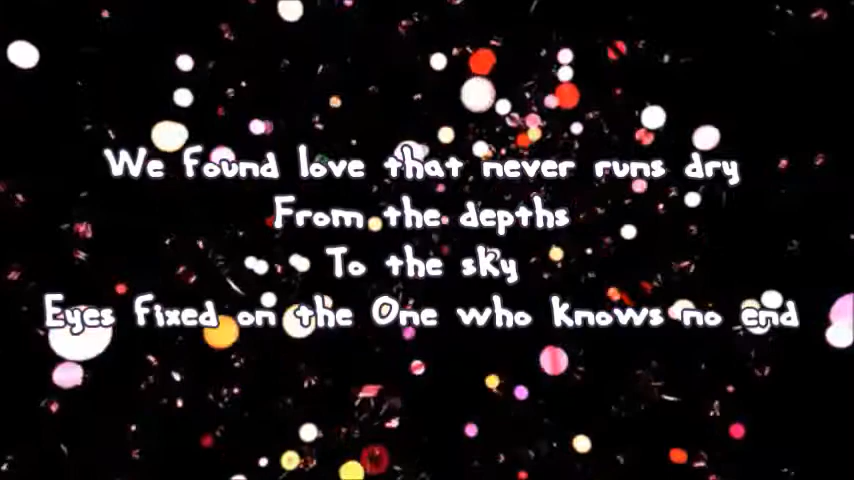 We found love that never runs dry
From the depths
To the sky
Eyes fixed on the One who knows no end